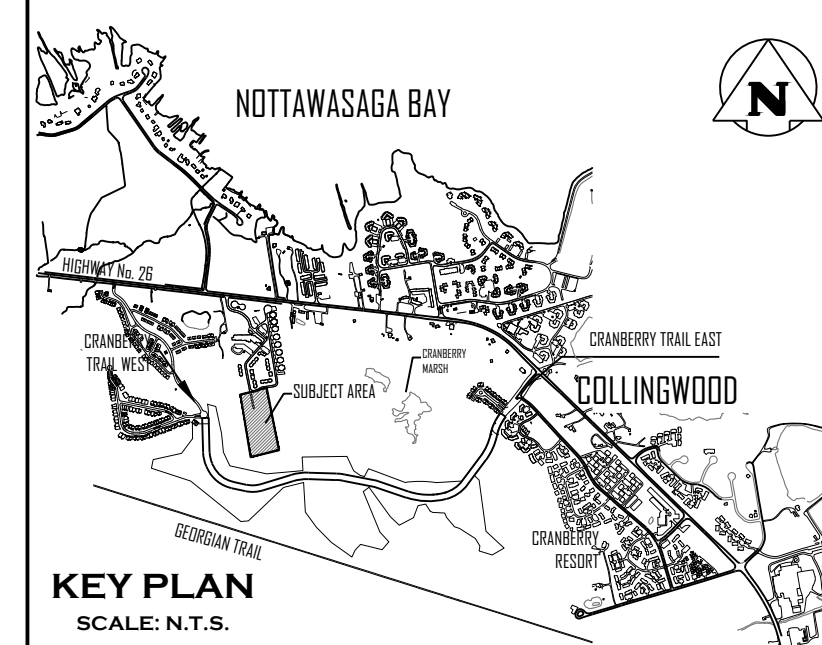 NOTTAWASAGA BAY
N
HIGHWAY No. 26
CRANBERRY
TRAIL WEST
CRANBERRY
MARSH
CRANBERRY TRAIL EAST
SUBJECT AREA
COLLINGWOOD
GEORGIAN TRAIL
CRANBERRY
RESORT
KEY PLAN
SCALE: N.T.S.